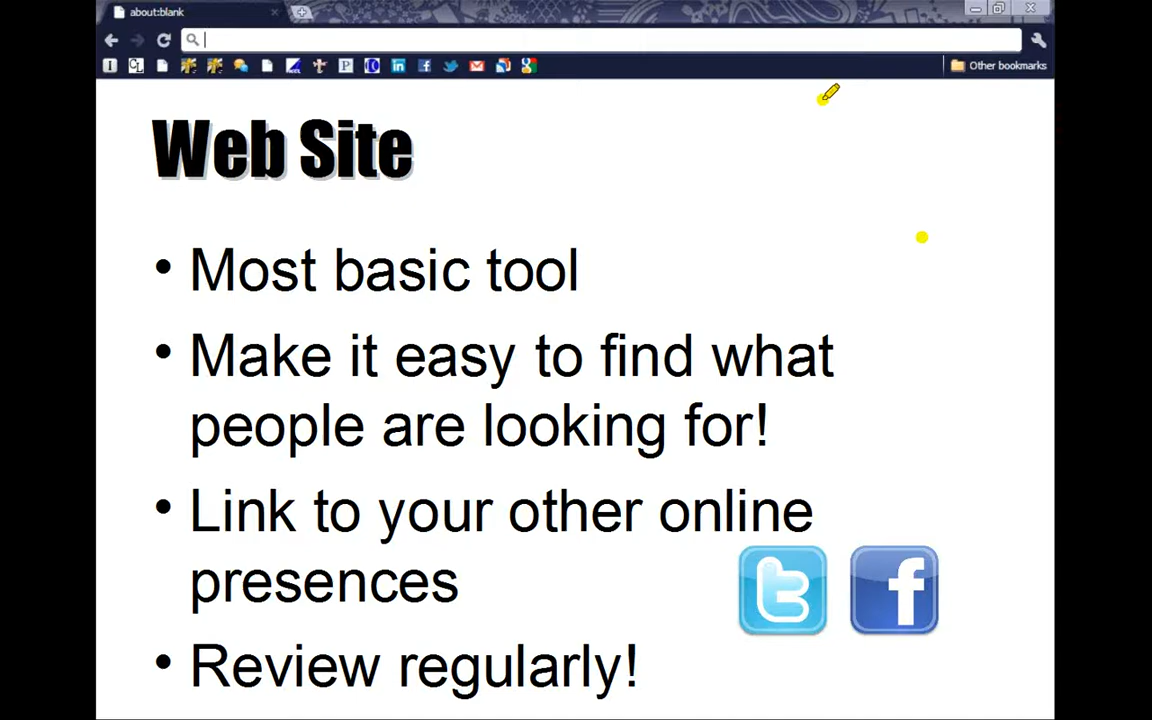 about:blank
Other bookmarks
Web Site
• Most basic tool
• Make it easy to find what
people are looking for!
• Link to your other online
presences
• Review regularly!